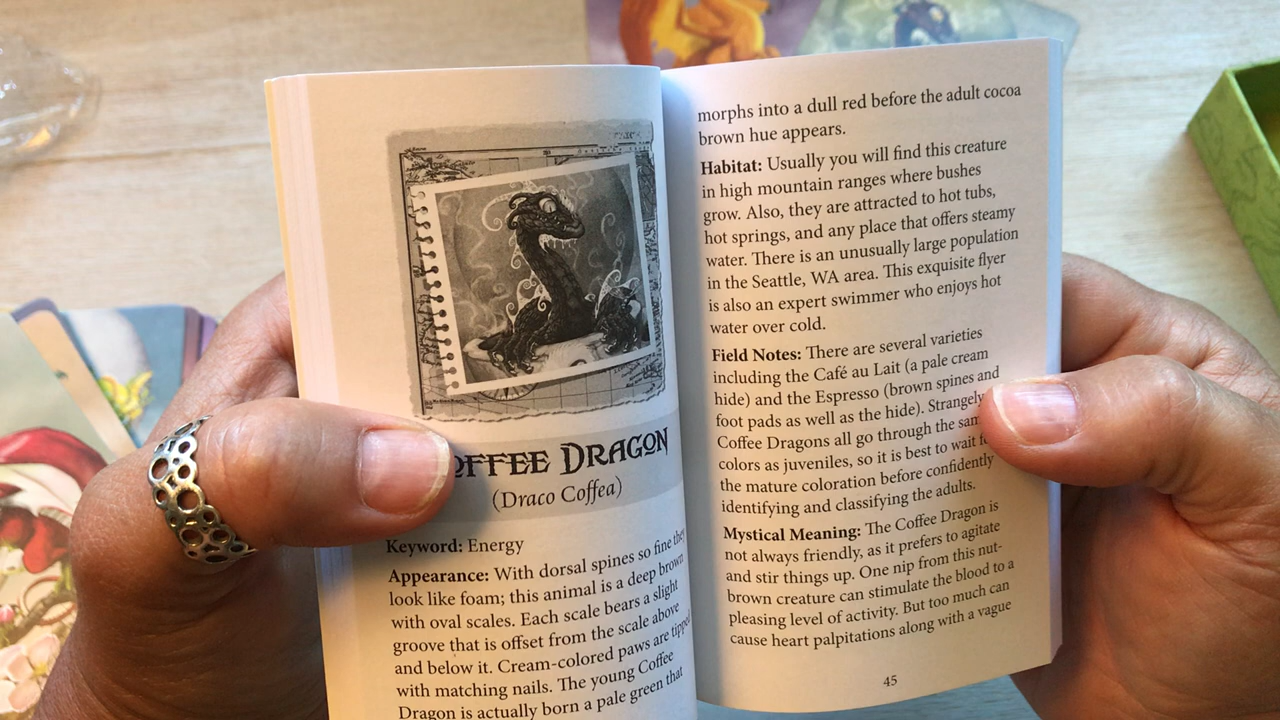 OFFEE DRAGON
(Draco Coffea)
Keyword: Energy
Appearance: With dorsal spines so fine they
look like foam; this animal is a deep brown
with oval scales. Each scale bears a slight
groove that is offset from the scale above
and below it. Cream-colored paws are tipped
with matching nails. The young Coffee
Dragon is actually born a pale green that
morphs into a dull red before the adult cocoa
brown hue appears.
Habitat: Usually you will find this creature
in high mountain ranges where bushes
grow. Also, they are attracted to hot tubs,
hot springs, and any place that offers steamy
water. There is an unusually large population
in the Seattle, WA area. This exquisite flyer
is also an expert swimmer who enjoys hot
water over cold.
Field Notes: There are several varieties
including the Café au Lait (a pale cream
hide) and the Espresso (brown spines and
foot pads as well as the hide). Strangely
Coffee Dragons all go through the
colors as juveniles, so it is best to wait
the mature coloration before confidently
identifying and classifying the adults.
Mystical Meaning: The Coffee Dragon is
not always friendly, as it prefers to agitate
and stir things up. One nip from this nut-
brown creature can stimulate the blood to a
pleasing level of activity. But too much can
cause heart palpitations along with a vague
45